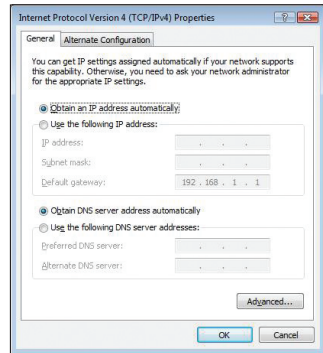 Internet Protocol Version 4 (TCP/IPv4) Properties
General
Alternate Configuration
You can get IP settings assigned automatically if your network supports
this capability. Otherwise, you need to ask your network administrator
for the appropriate IP settings.
Obtain an IP address automatically
Use the following IP address:
IP address:
Subnet mask:
Default gateway:
192 . 168 . 1 . 1
Obtain DNS server address automatically
Use the following DNS server addresses:
Preferred DNS server:
Alternate DNS server:
Advanced...
OK
Cancel